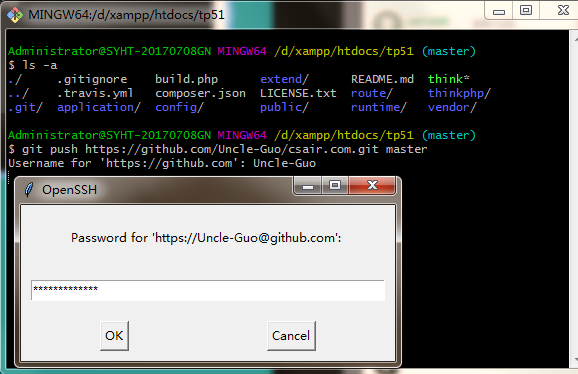 MINGW64:/d/xampp/htdocs/tp51
Administrator@SYHT-20170708GN MINGW64 /d/xampp/htdocs/tp51 (master)
$ ls -a
./ .gitignore build.php extend/ README.md think*
../ .travis.yml composer.json LICENSE.txt route/ thinkphp/
.git/ application/ config/ public/ runtime/ vendor/
Administrator@SYHT-20170708GN MINGW64 /d/xampp/htdocs/tp51 (master)
$ git push https://github.com/Uncle-Guo/csair.com.git master
Username for 'https://github.com': Uncle-Guo
OpenSSH
Password for 'https://Uncle-Guo@github.com':
*************
OK Cancel